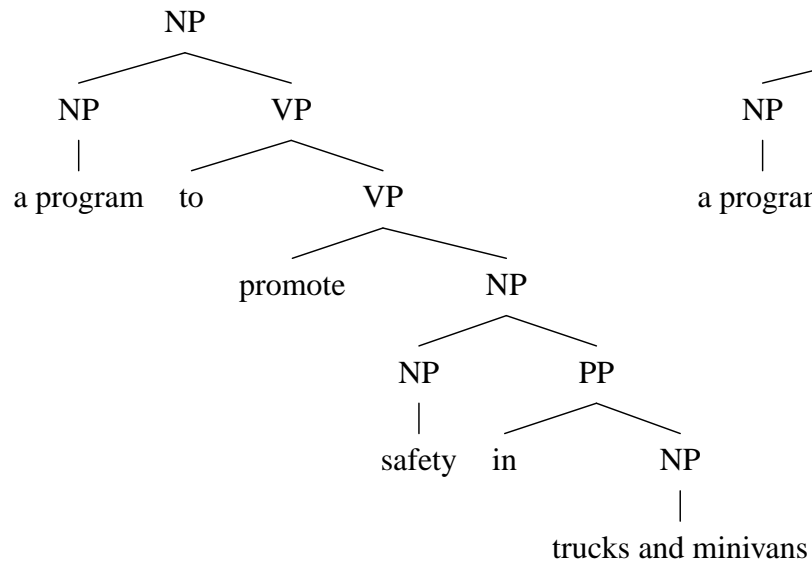 NP
NP VP NP
a program to VP a program
promote NP
NP PP
safety in NP
trucks and minivans